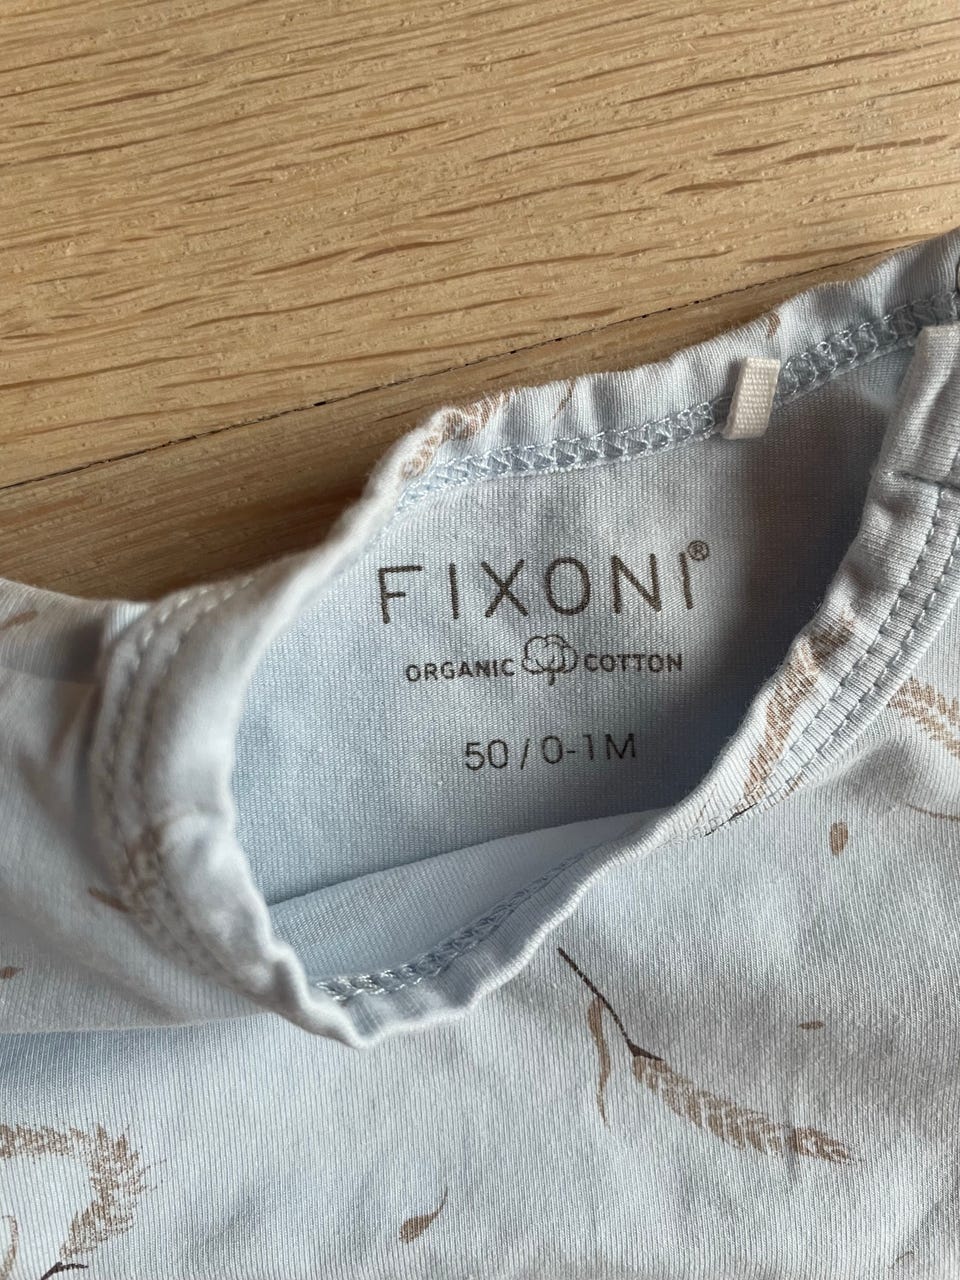 FIXONI®
ORGANIC COTTON
50 / 0-1M